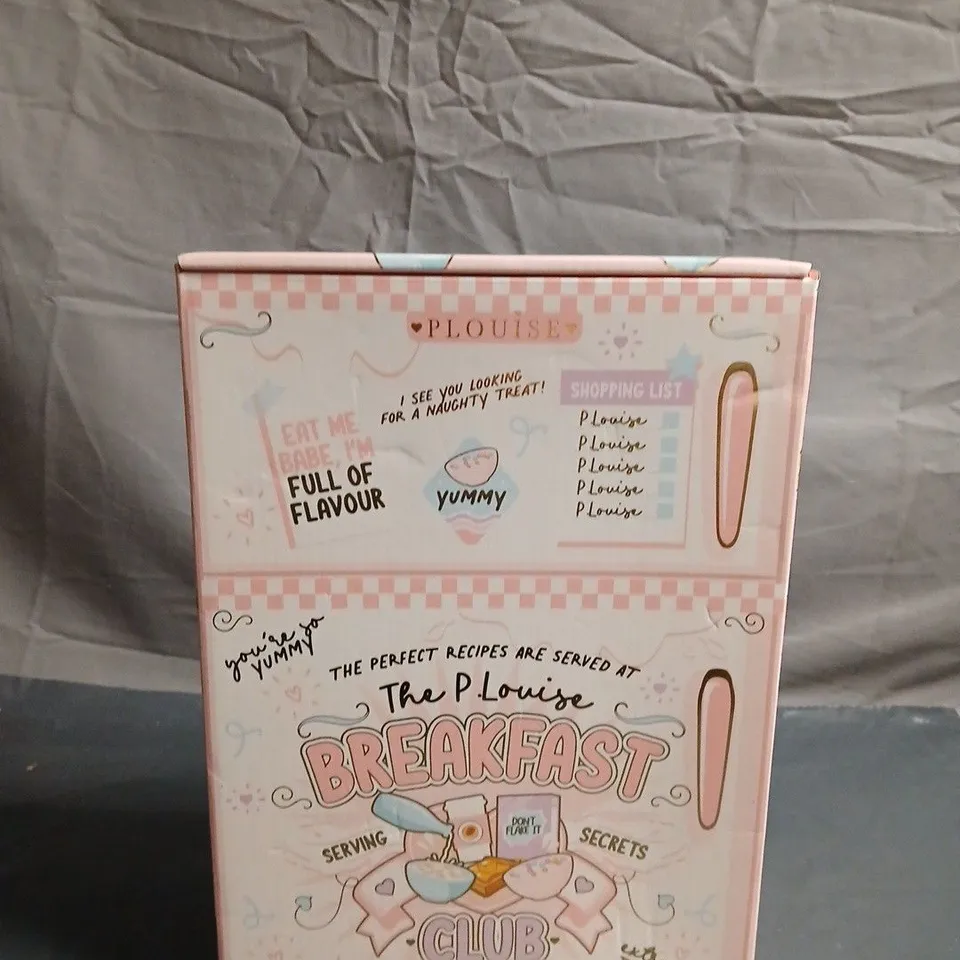 PLOUISE
I SEE YOU LOOKING
FOR A NAUGHTY TREAT!
EAT ME
BABE, I'M
FULL OF
FLAVOUR
YUMMY
SHOPPING LIST
P.Louise
P.Louise
P.Louise
P.Louise
P.Louise
you're so
YUMMY
THE PERFECT RECIPES ARE SERVED AT
The P.Louise
BREAKFAST
DON'T
FLAKE IT
SERVING
SECRETS
CLUB